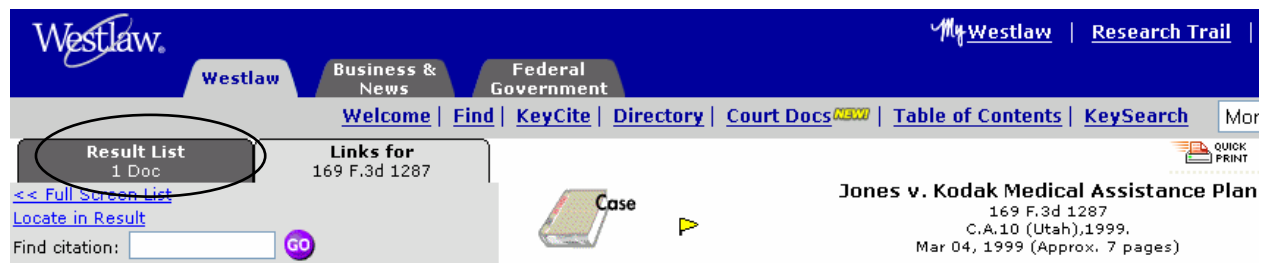 Westlaw.
My Westlaw | Research Trail |
Westlaw
Business & News
Federal Government
Welcome | Find | KeyCite | Directory | Court Docs NEW! | Table of Contents | KeySearch
Result List
1 Doc
Links for
169 F.3d 1287
QUICK
PRINT
<< Full Screen List
Locate in Result
Find citation:
GO
Case
Jones v. Kodak Medical Assistance Plan
169 F.3d 1287
C.A.10 (Utah),1999.
Mar 04, 1999 (Approx. 7 pages)